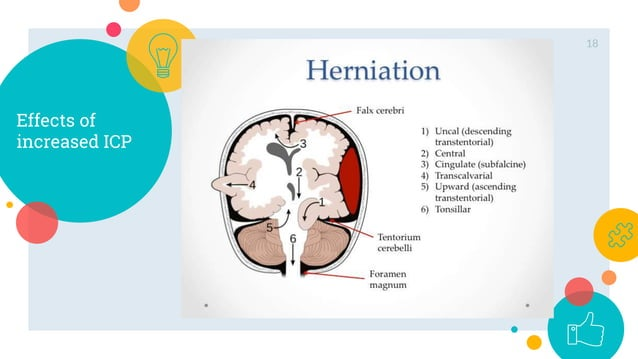 18
Effects of
increased ICP
Herniation
Falx cerebri
1) Uncal (descending
transtentorial)
2) Central
3) Cingulate (subfalcine)
4) Transcalvarial
5) Upward (ascending
transtentorial)
6) Tonsillar
3
2
4
1
5
6
Tentorium
cerebelli
Foramen
magnum